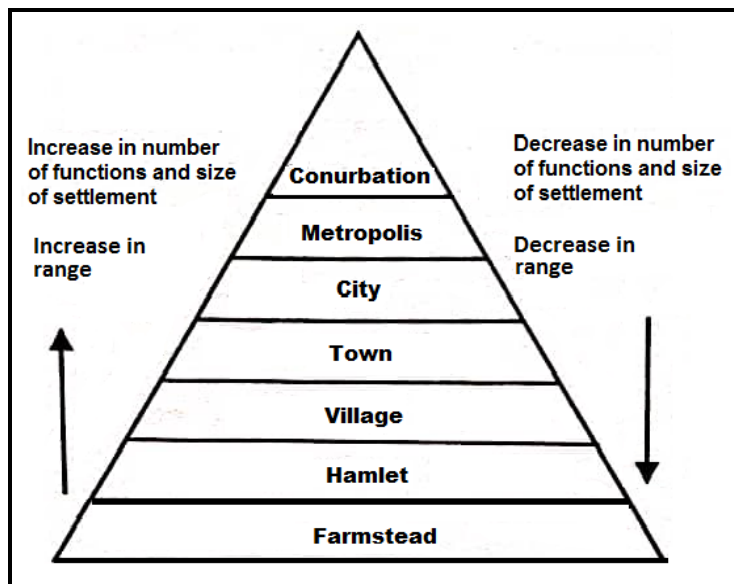 Increase in number
of functions and size
of settlement
Increase in
range
Conurbation
Metropolis
City
Town
Village
Hamlet
Farmstead
Decrease in number
of functions and size
of settlement
Decrease in
range